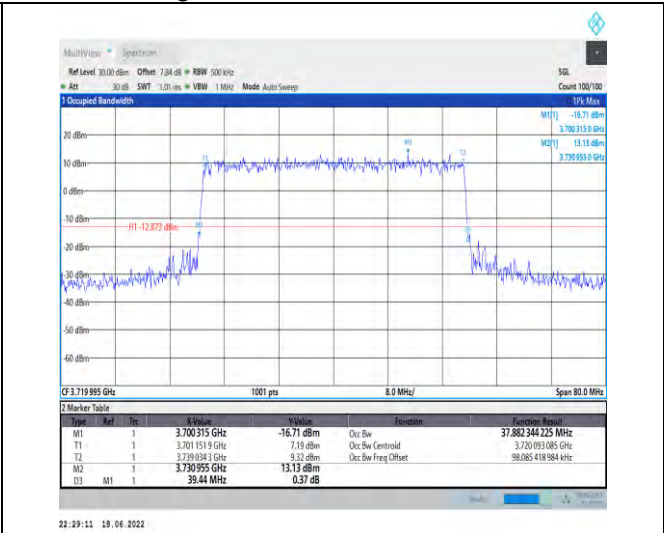 MultiView Spectrum
Ref Level 30.00 dBm Offset 7.84 dB RBW 500 kHz SGL
Att 30 dB SWT 1.01 ms VBW 1 MHz Mode Auto Sweep Count 100/100
1 Occupied Bandwidth 1Pk Max
M1[1] -16.71 dBm
3.700 315 0 GHz
M2[1] 13.13 dBm
3.730 955 0 GHz
20 dBm
10 dBm
0 dBm
-10 dBm
H1 -12.873 dBm
-20 dBm
-30 dBm
-40 dBm
-50 dBm
-60 dBm
CF 3.719 995 GHz 1001 pts 8.0 MHz/ Span 80.0 MHz
2 Marker Table
Type Ref Trc X-Value Y-Value Function Function Result
M1 1 3.700315 GHz -16.71 dBm Occ Bw 37.882 344 225 MHz
T1 1 3.701 151 9 GHz 7.19 dBm Occ Bw Centroid 3.720 093 085 GHz
T2 1 3.739 034 3 GHz 9.32 dBm Occ Bw Freq Offset 98.085 418 984 kHz
M2 1 3.730955 GHz 13.13 dBm
D3 M1 1 39.44 MHz 0.37 dB
22:29:11 18.06.2022